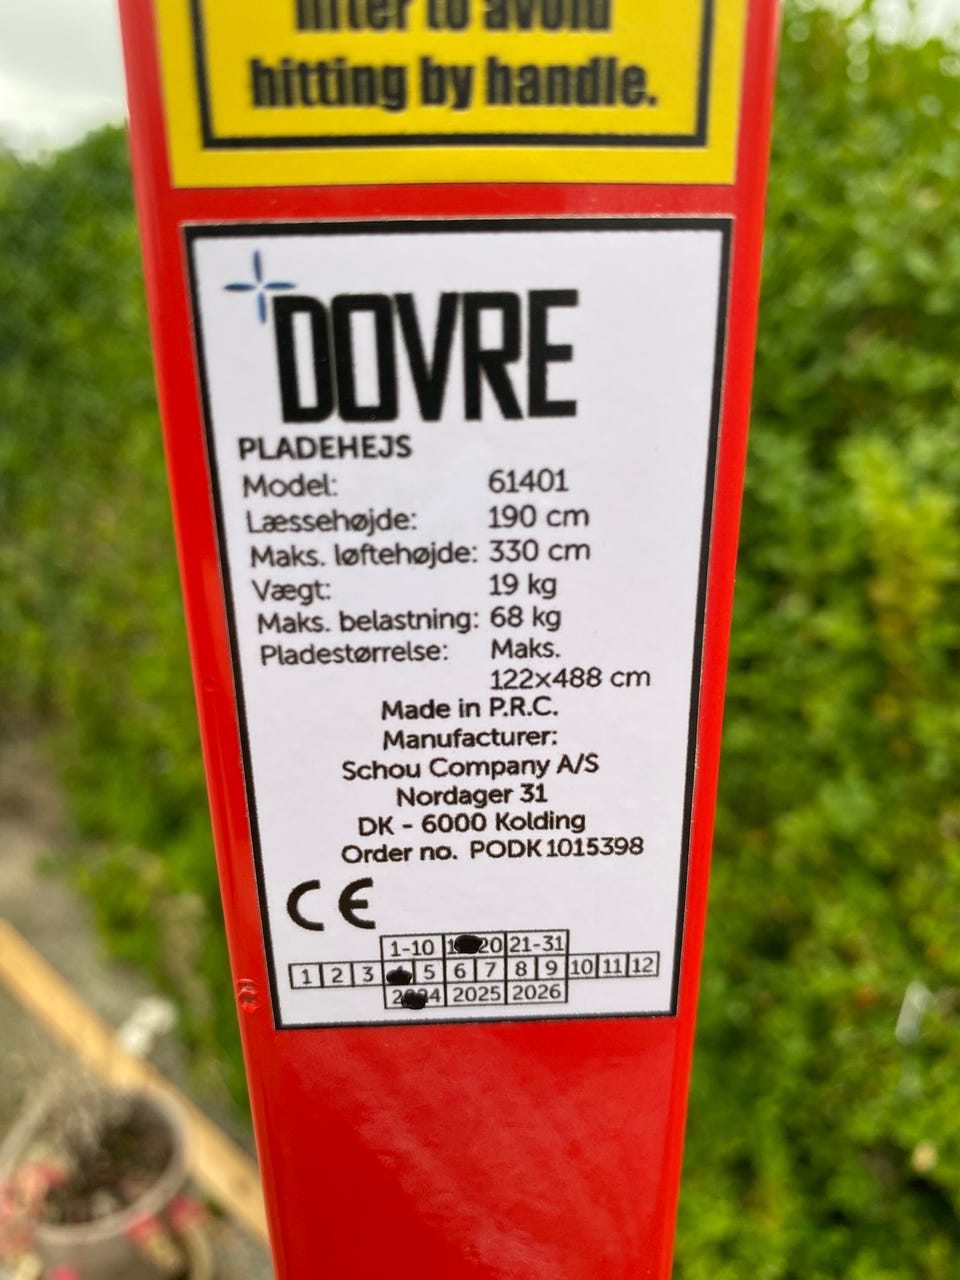 lifter to avoid
hitting by handle.
DOVRE
PLADEHEJS
Model: 61401
Læssehøjde: 190 cm
Maks. løftehøjde: 330 cm
Vægt: 19 kg
Maks. belastning: 68 kg
Pladestørrelse: Maks.
122x488 cm
Made in P.R.C.
Manufacturer:
Schou Company A/S
Nordager 31
DK - 6000 Kolding
Order no. PODK1015398
CE
1-10 20 21-31
1 2 3 5 6 7 8 9 10 11 12
2025 2026